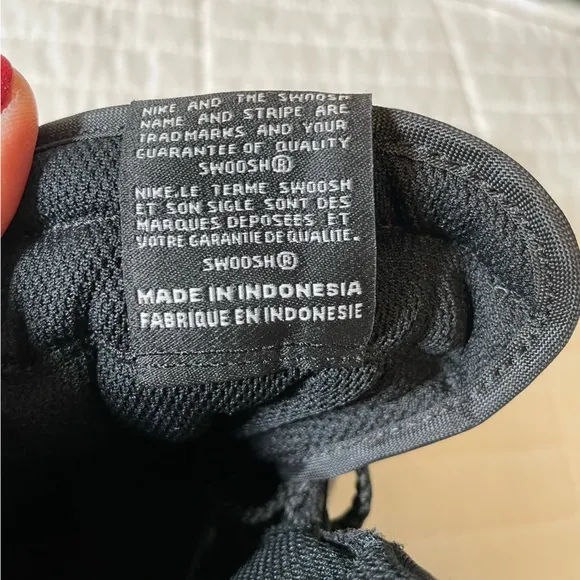 NIKE AND THE SWOOSH
NAME AND STRIPE ARE
TRADMARKS AND YOUR
GUARANTEE OF QUALITY
SWOOSH®
NIKE.LE TERME SWOOSH
ET SON SIGLE SONT DES
MARQUES DEPOSEES ET
VOTRE GARANTIE DE QUALITE.
SWOOSH®
MADE IN INDONESIA
FABRIQUE EN INDONESIE